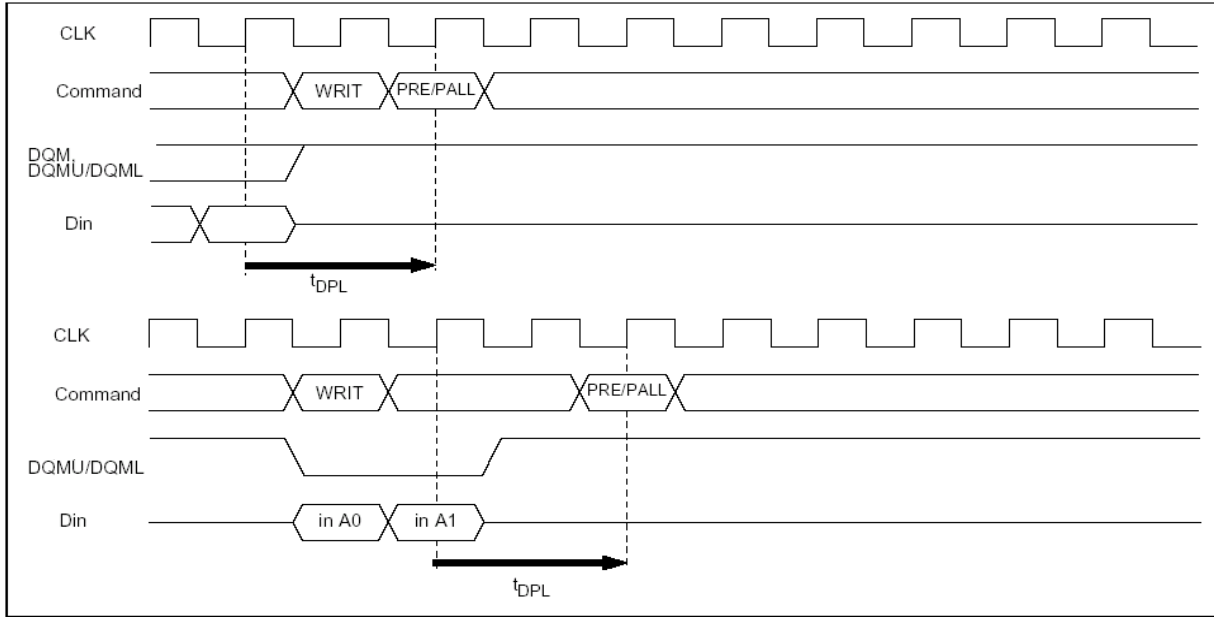 CLK
Command WRIT PRE/PALL
DQM,
DQMU/DQML
Din
tDPL
CLK
Command WRIT PRE/PALL
DQMU/DQML
Din in A0 in A1
tDPL